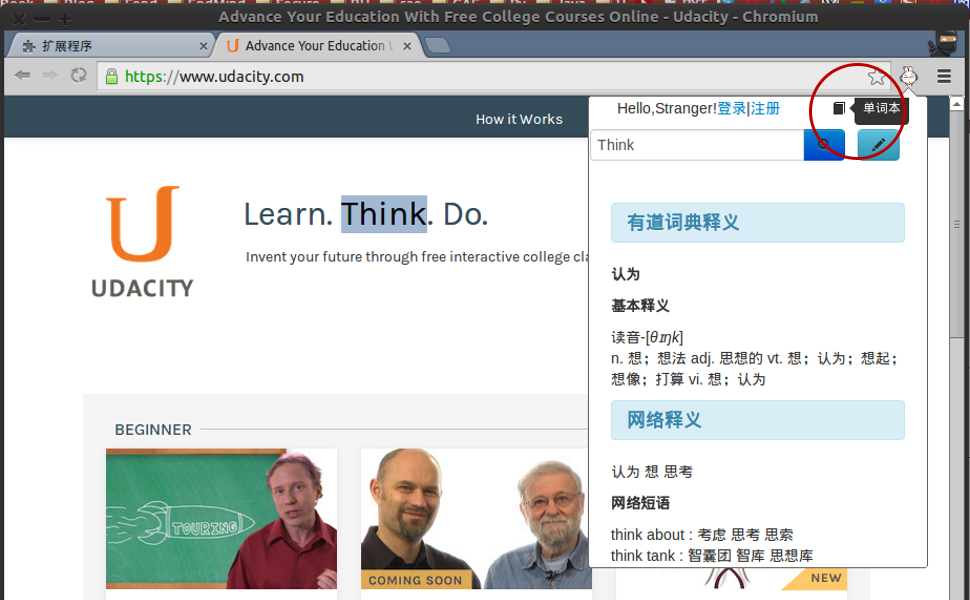 Advance Your Education With Free College Courses Online - Udacity - Chromium
扩展程序
Advance Your Education
https://www.udacity.com
How it Works
Hello,Stranger!登录|注册
单词本
Think
UDACITY
Learn. Think. Do.
Invent your future through free interactive college cla
有道词典释义
认为
基本释义
读音-[θɪŋk]
n. 想；想法 adj. 思想的 vt. 想；认为；想起；
想像；打算 vi. 想；认为
网络释义
认为 想 思考
网络短语
think about : 考虑 思考 思索
think tank : 智囊团 智库 思想库
BEGINNER
TOURING
COMING SOON
NEW